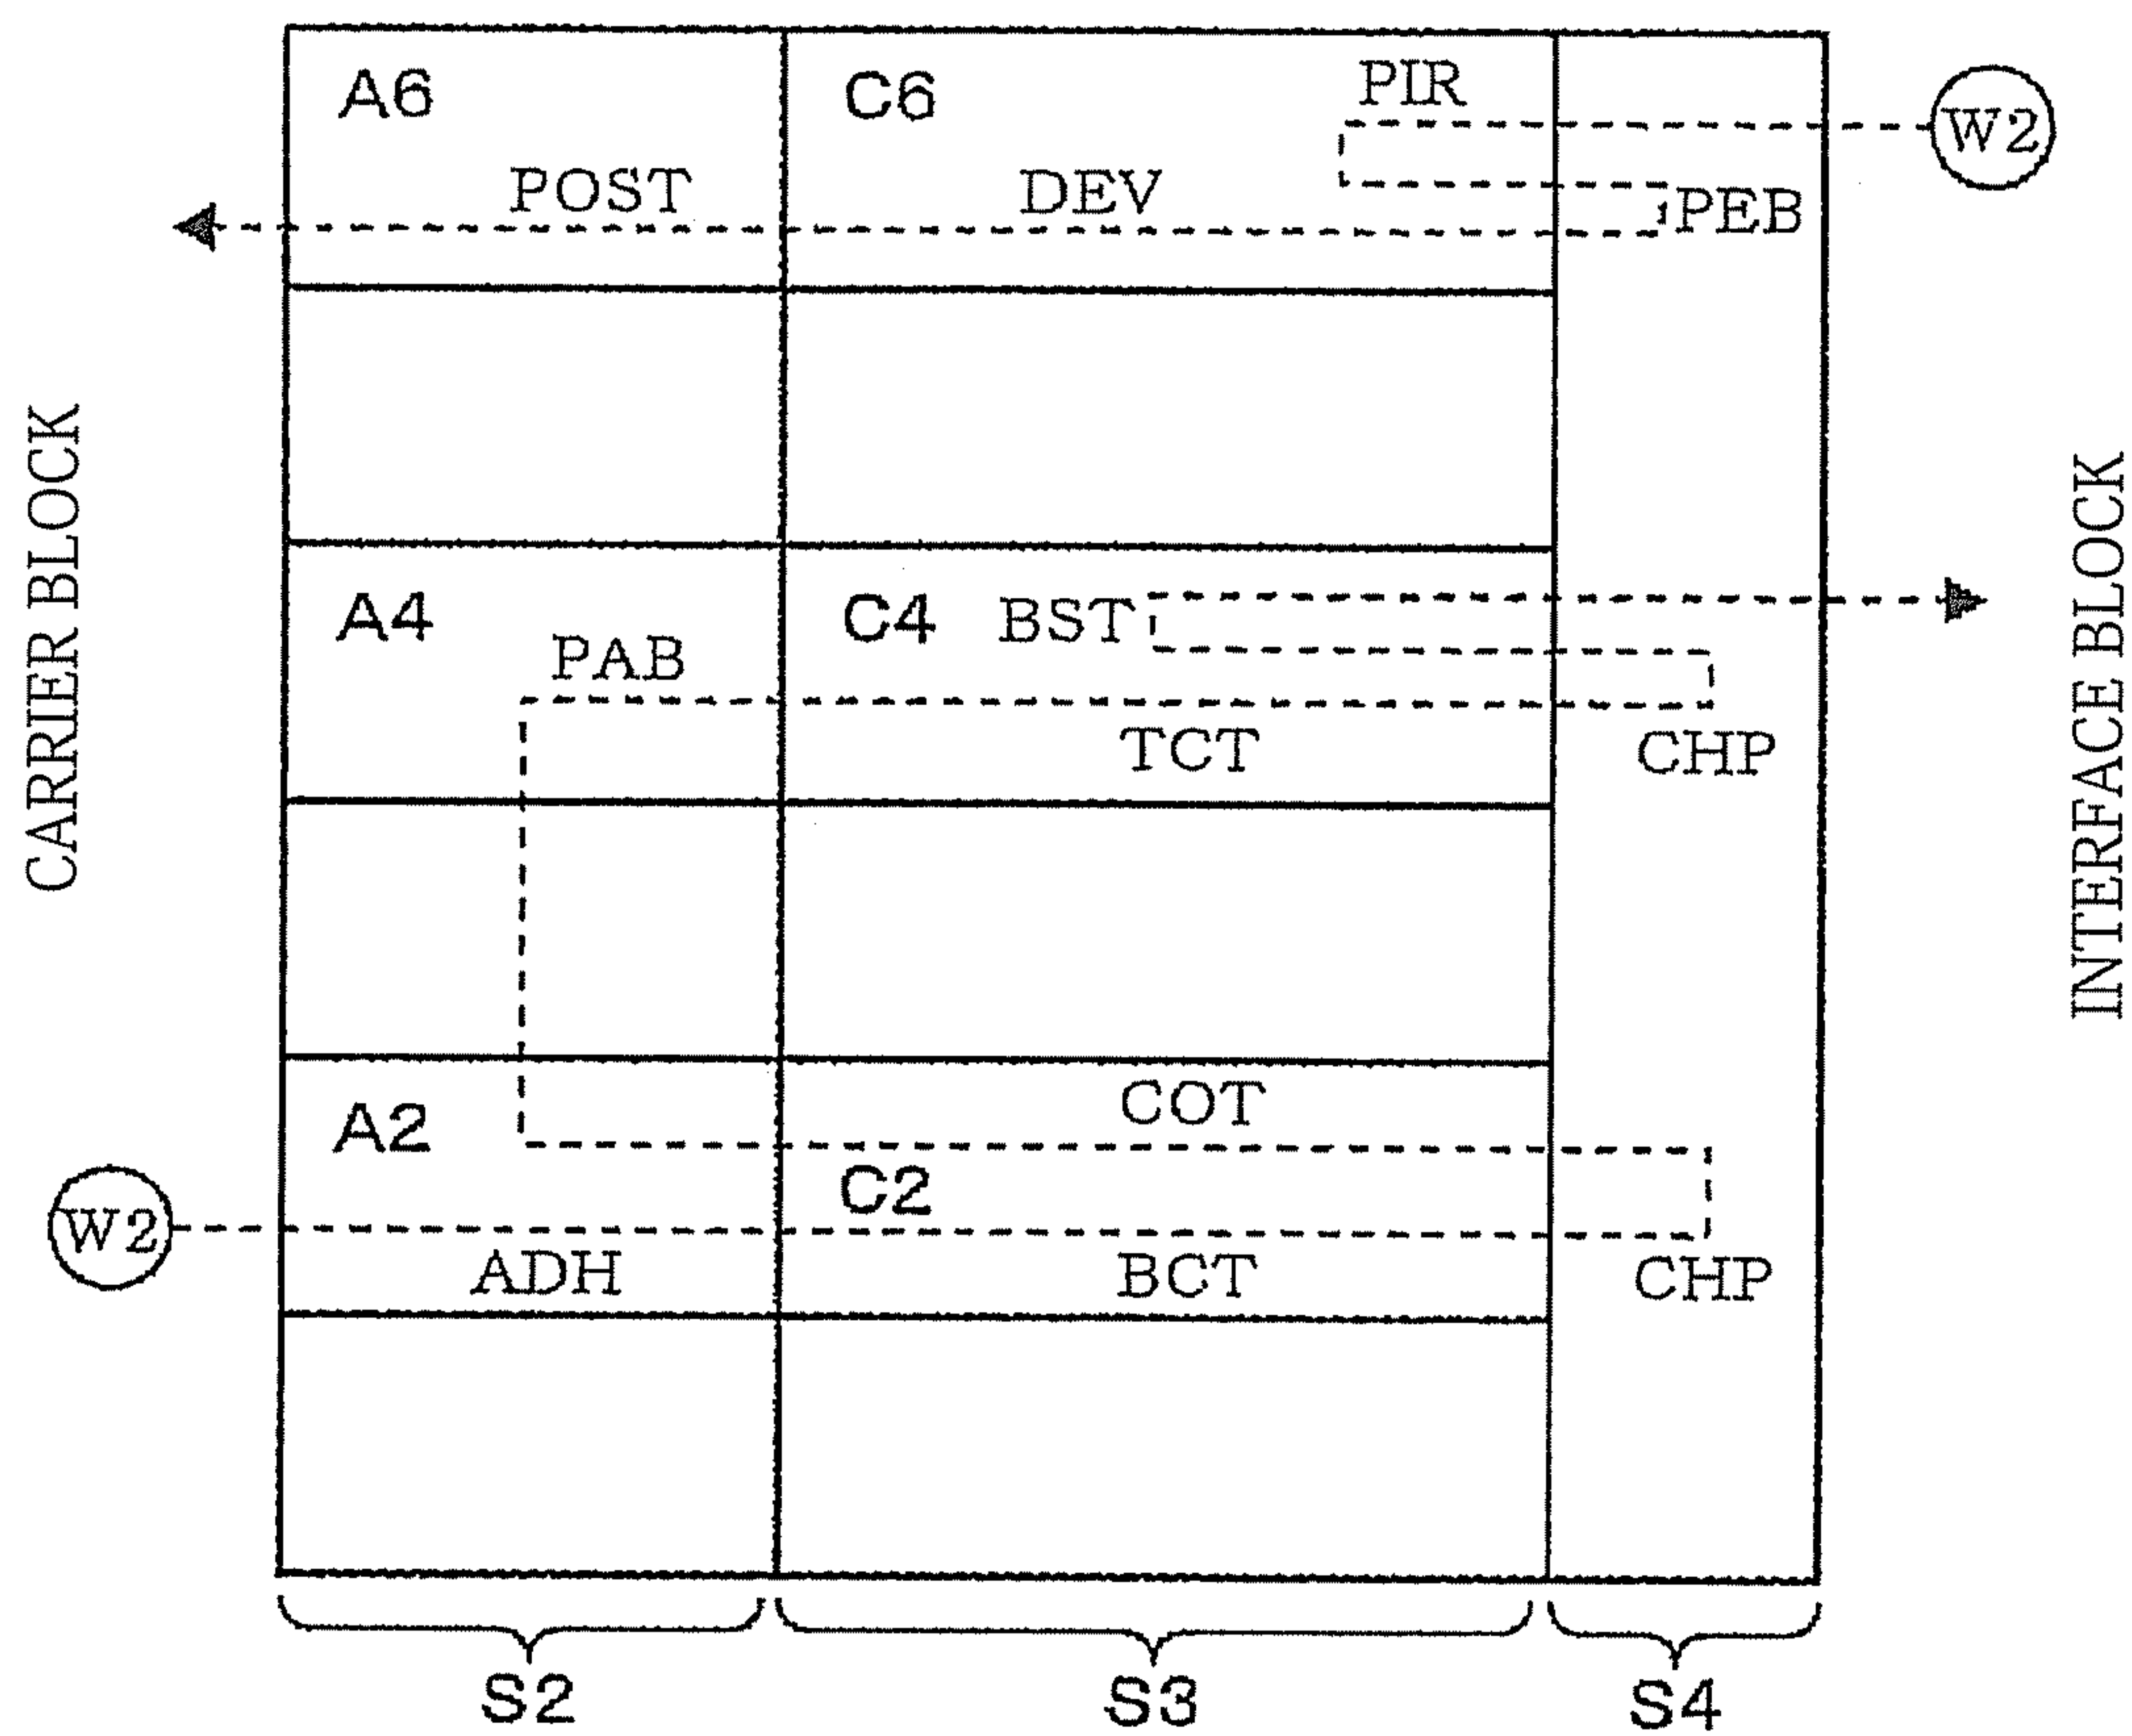 A6
C6
PIR
W2
POST
DEV
PEB
CARRIER BLOCK
INTERFACE BLOCK
A4
C4
BST
PAB
TCT
CHP
COT
A2
C2
W2
ADH
BCT
CHP
S2
S3
S4